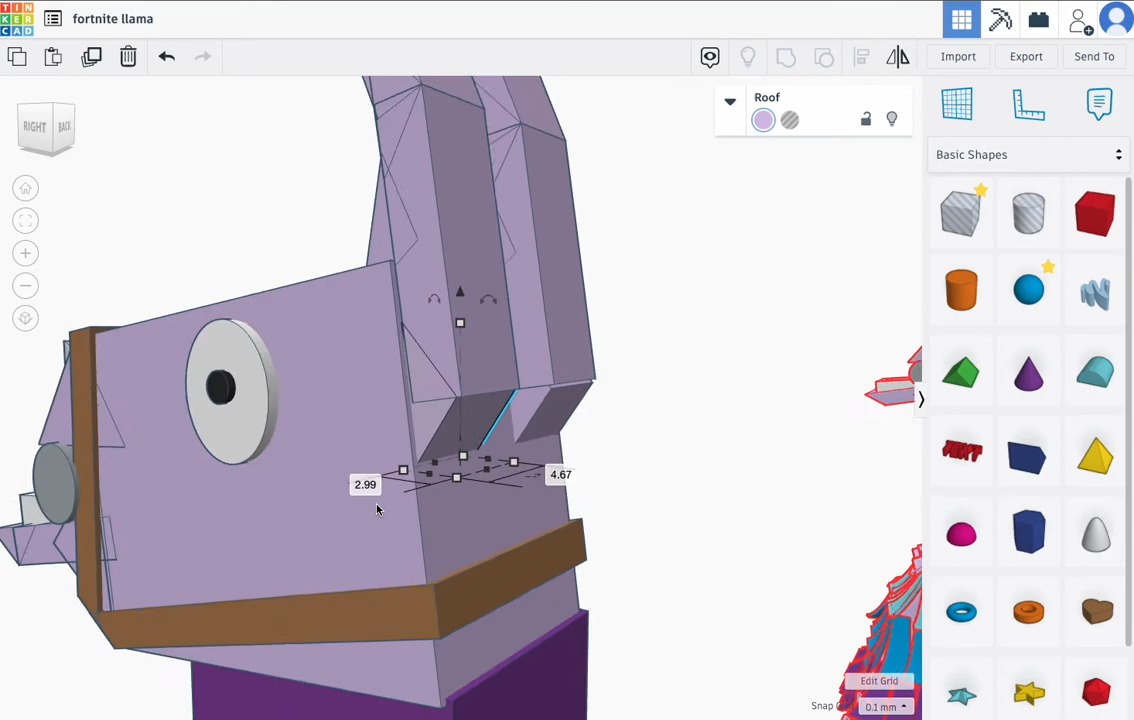 TIN
KER
CAD
fortnite llama
Import
Export
Send To
RIGHT
BACK
Roof
Basic Shapes
2.99
4.67
Edit Grid
Snap G
0.1 mm